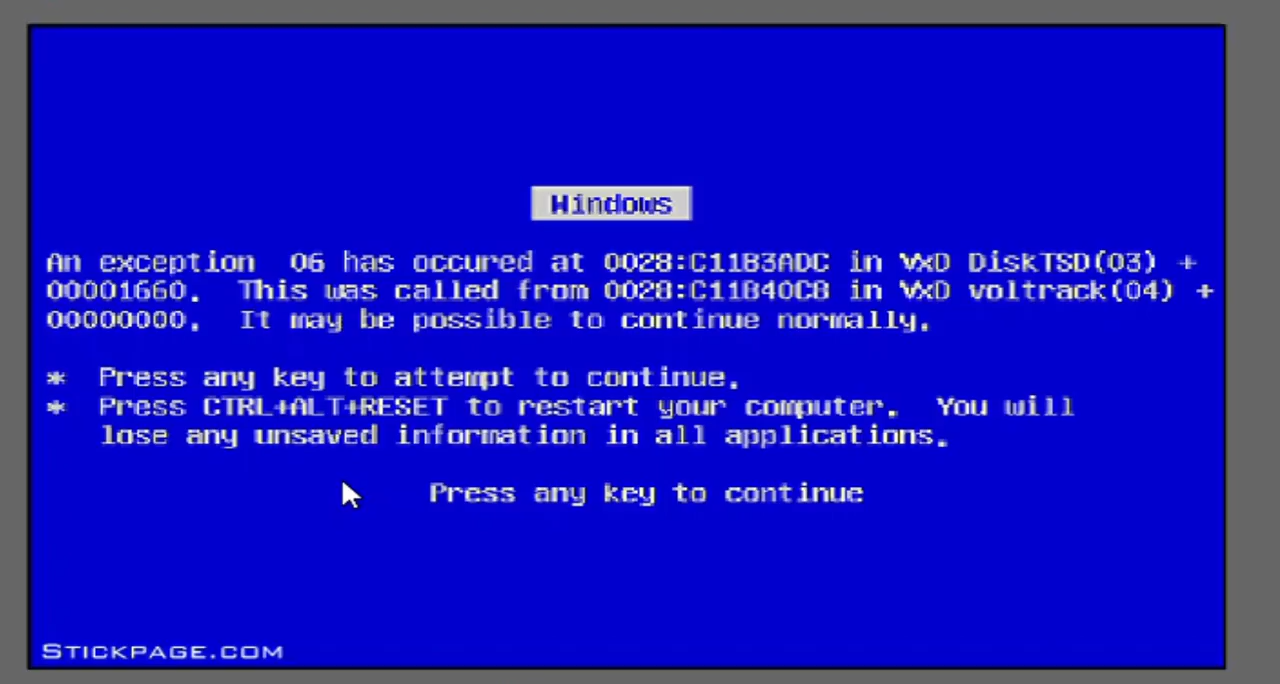 Windows
An exception 06 has occured at 0028:C11B3ADC in VxD DiskTSD(03) +
00001660. This was called from 0028:C11B40C8 in VxD voltrack(04) +
00000000. It may be possible to continue normally.
* Press any key to attempt to continue.
* Press CTRL+ALT+RESET to restart your computer. You will
lose any unsaved information in all applications.
Press any key to continue
STICKPAGE.COM